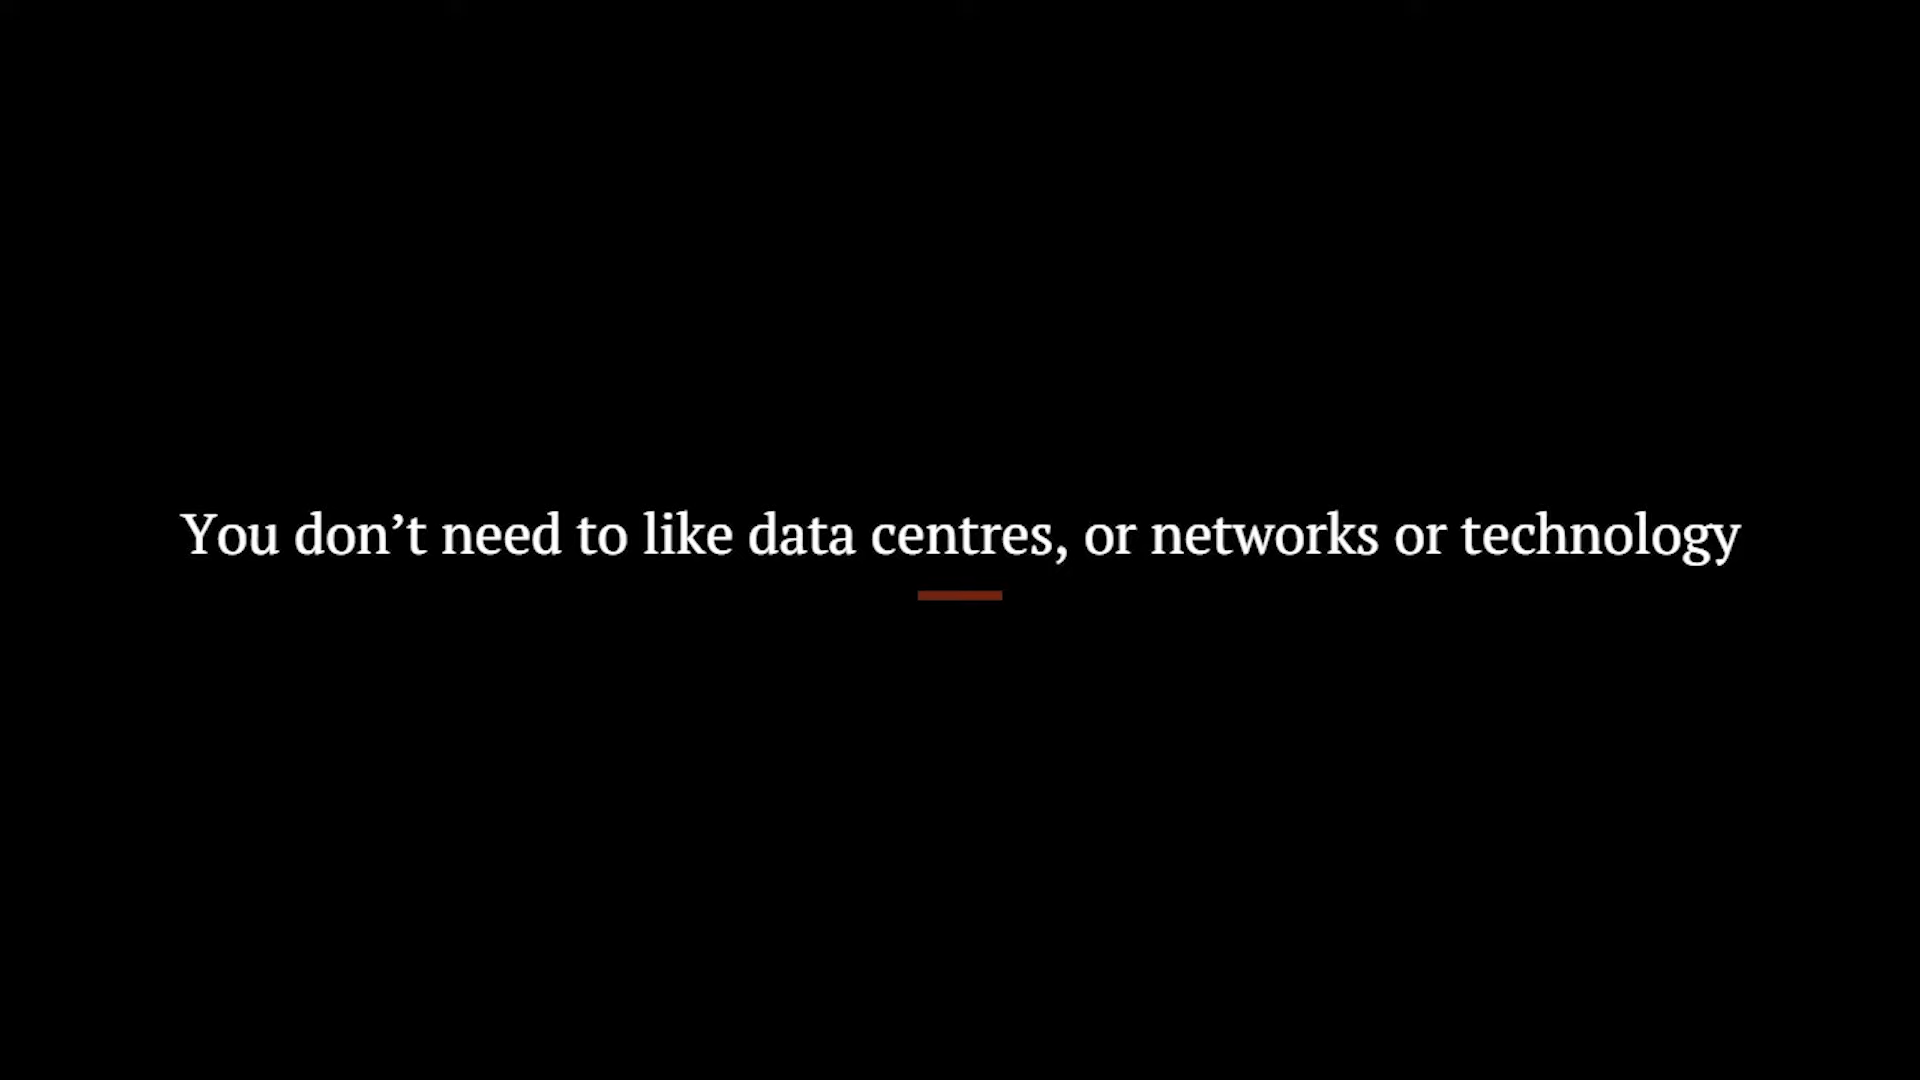 You don’t need to like data centres, or networks or technology